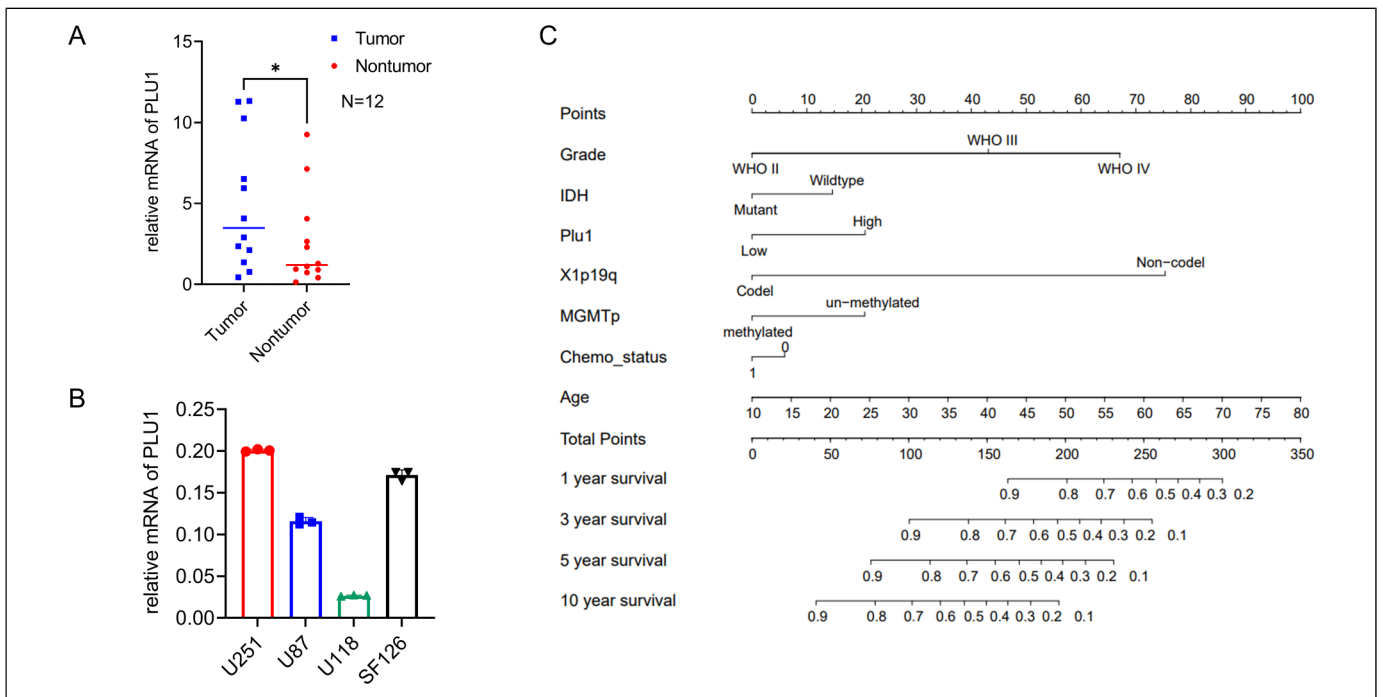 A
relative mRNA of PLU1
15
10
5
0
Tumor
Nontumor
*
Tumor
Nontumor
N=12
B
relative mRNA of PLU1
0.25
0.20
0.15
0.10
0.05
0.00
U251
U87
U118
SF126
C
Points
0 10 20 30 40 50 60 70 80 90 100
Grade
WHO III
WHO II WHO IV
IDH
Wildtype
Mutant
Plu1
High
Low
X1p19q
Non−codel
Codel
MGMTp
un−methylated
methylated
Chemo_status
0
1
Age
10 15 20 25 30 35 40 45 50 55 60 65 70 75 80
Total Points
0 50 100 150 200 250 300 350
1 year survival
0.9 0.8 0.7 0.6 0.5 0.4 0.3 0.2
3 year survival
0.9 0.8 0.7 0.6 0.5 0.4 0.3 0.2 0.1
5 year survival
0.9 0.8 0.7 0.6 0.5 0.4 0.3 0.2 0.1
10 year survival
0.9 0.8 0.7 0.6 0.5 0.4 0.3 0.2 0.1